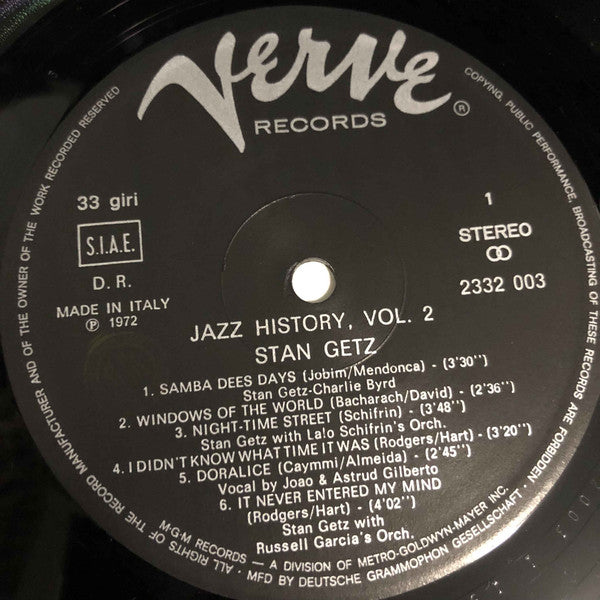 Verve
RECORDS
®
33 giri
S.I.A.E.
D. R.
MADE IN ITALY
℗ 1972
1
STEREO
2332 003
JAZZ HISTORY, VOL. 2
STAN GETZ
1. SAMBA DEES DAYS (Jobim/Mendonca) - (3'30'')
Stan Getz-Charlie Byrd
2. WINDOWS OF THE WORLD (Bacharach/David) - (2'36'')
3. NIGHT-TIME STREET (Schifrin) - (3'48'')
Stan Getz with Lalo Schifrin's Orch.
4. I DIDN'T KNOW WHAT TIME IT WAS (Rodgers/Hart) - (3'20'')
5. DORALICE (Caymmi/Almeida) - (2'45'')
Vocal by Joao & Astrud Gilberto
6. IT NEVER ENTERED MY MIND
(Rodgers/Hart) - (4'02'')
Stan Getz with
Russell Garcia's Orch.
M-G-M RECORDS — A DIVISION OF METRO-GOLDWYN-MAYER INC.
ALL RIGHTS OF THE RECORD MANUFACTURER AND OF THE OWNER OF THE WORK RECORDED RESERVED
COPYING, PUBLIC PERFORMANCE, BROADCASTING OF THESE RECORDS ARE FORBIDDEN
MFD BY DEUTSCHE GRAMMOPHON GESELLSCHAFT